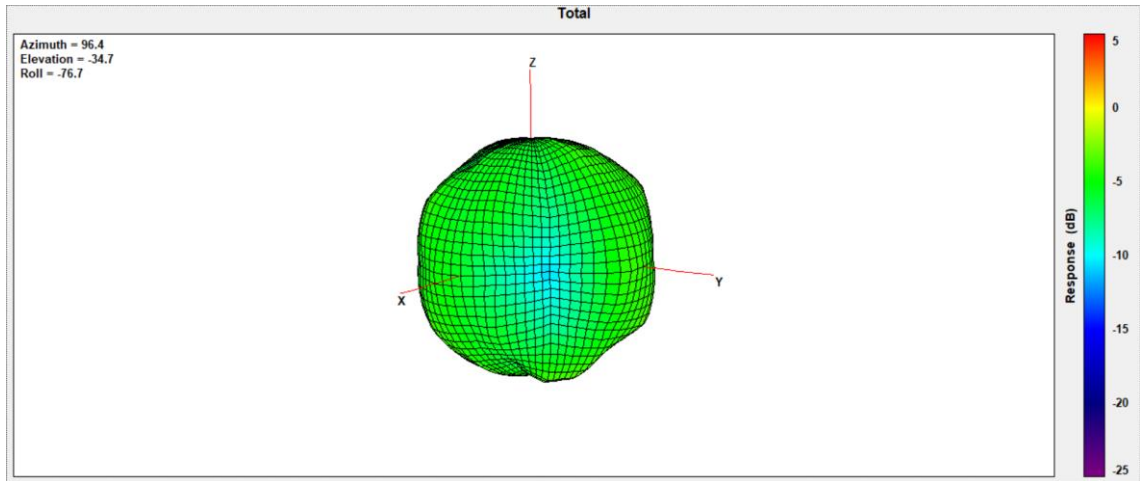 Total
Azimuth = 96.4
Elevation = -34.7
Roll = -76.7
Z
X
Y
5
0
-5
-10
-15
-20
-25
Response (dB)